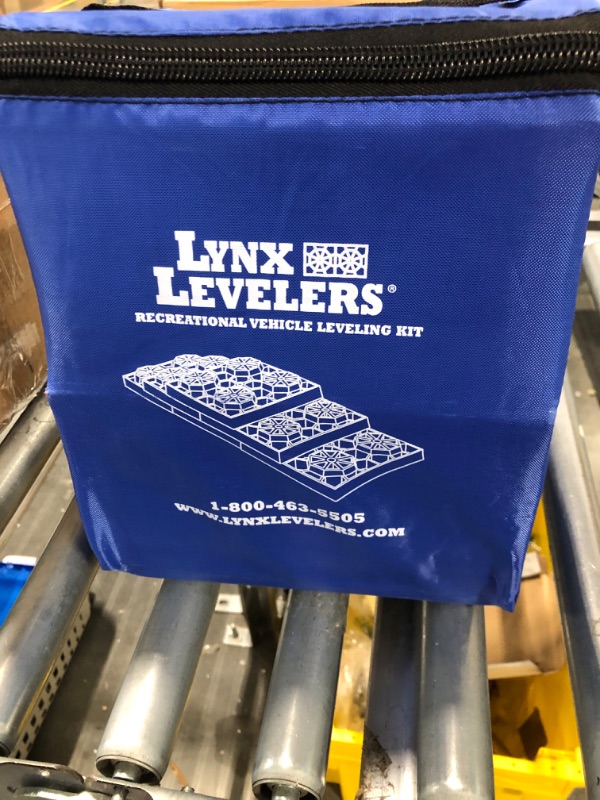 LYNX
LEVELERS®
RECREATIONAL VEHICLE LEVELING KIT
1-800-463-5505
WWW.LYNXLEVELERS.COM